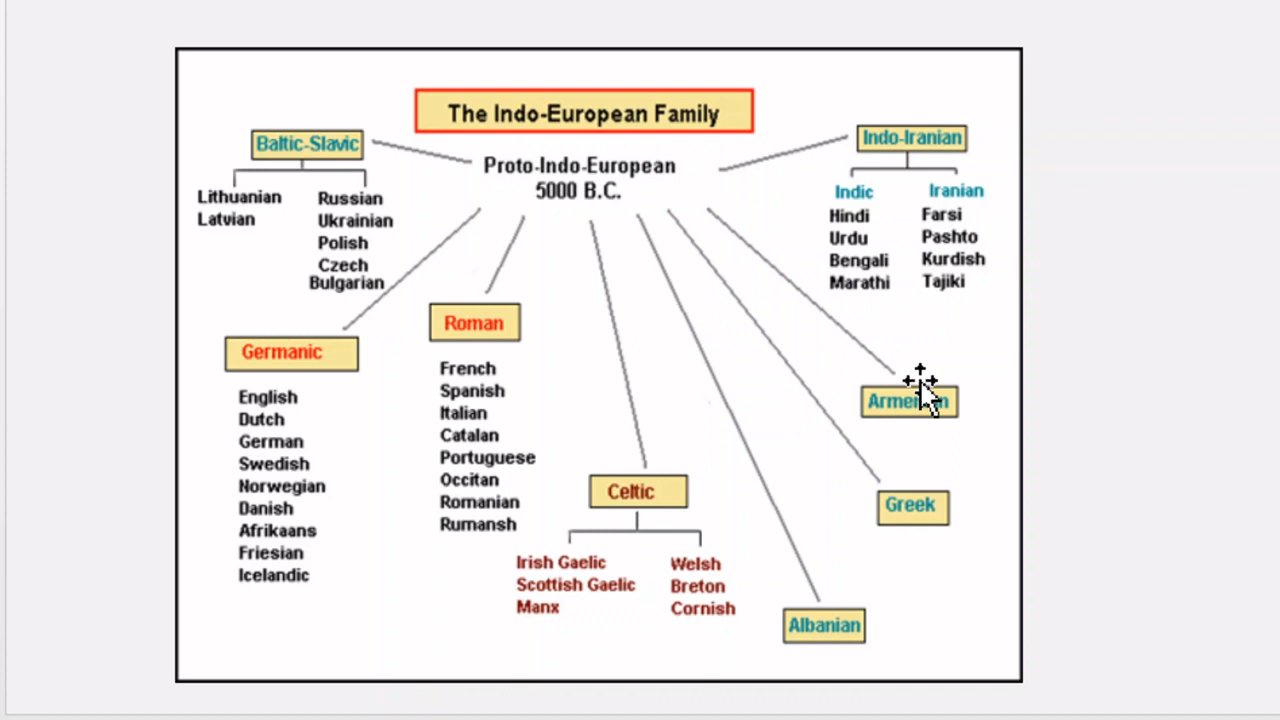 The Indo-European Family
Proto-Indo-European
5000 B.C.
Baltic-Slavic
Lithuanian
Latvian
Russian
Ukrainian
Polish
Czech
Bulgarian
Indo-Iranian
Indic
Hindi
Urdu
Bengali
Marathi
Iranian
Farsi
Pashto
Kurdish
Tajiki
Germanic
English
Dutch
German
Swedish
Norwegian
Danish
Afrikaans
Friesian
Icelandic
Roman
French
Spanish
Italian
Catalan
Portuguese
Occitan
Romanian
Rumansh
Celtic
Irish Gaelic
Scottish Gaelic
Manx
Welsh
Breton
Cornish
Armenian
Greek
Albanian